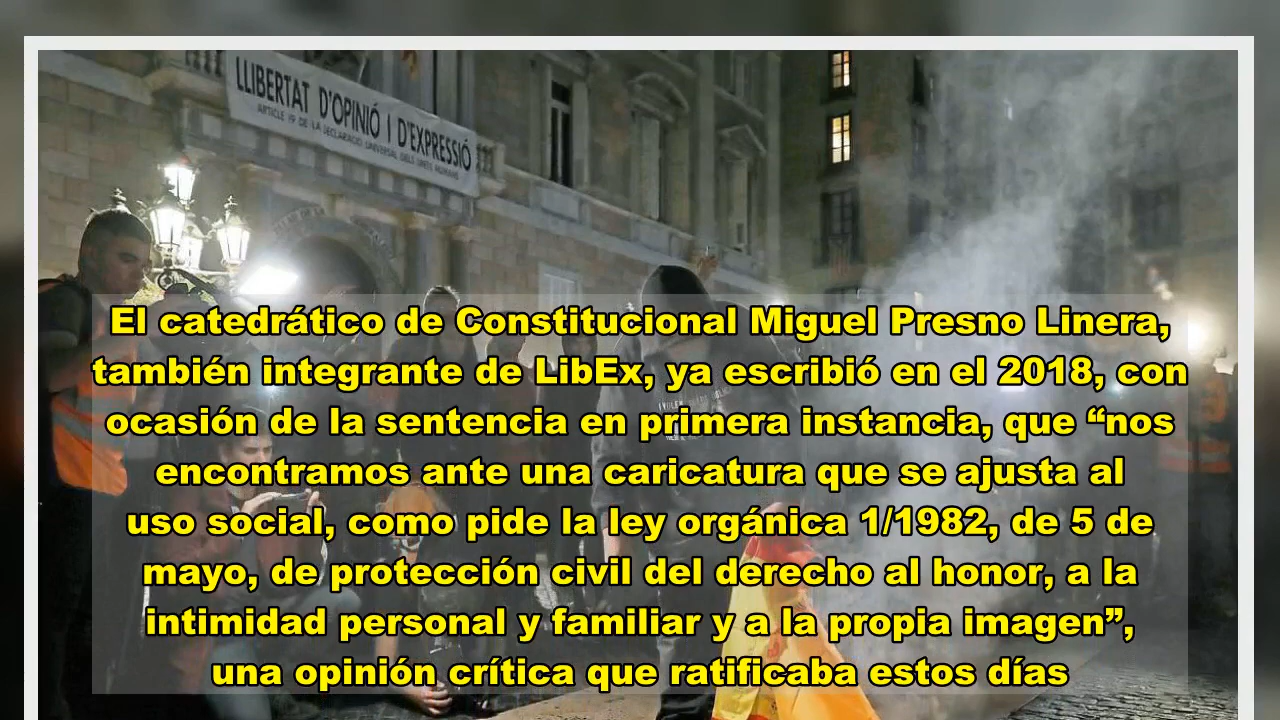 LLIBERTAT D'OPINIÓ I D'EXPRESSIÓ
ARTICLE 19 DE LA DECLARACIÓ UNIVERSAL DELS DRETS HUMANS
El catedrático de Constitucional Miguel Presno Linera,
también integrante de LibEx, ya escribió en el 2018, con
ocasión de la sentencia en primera instancia, que “nos
encontramos ante una caricatura que se ajusta al
uso social, como pide la ley orgánica 1/1982, de 5 de
mayo, de protección civil del derecho al honor, a la
intimidad personal y familiar y a la propia imagen”,
una opinión crítica que ratificaba estos días